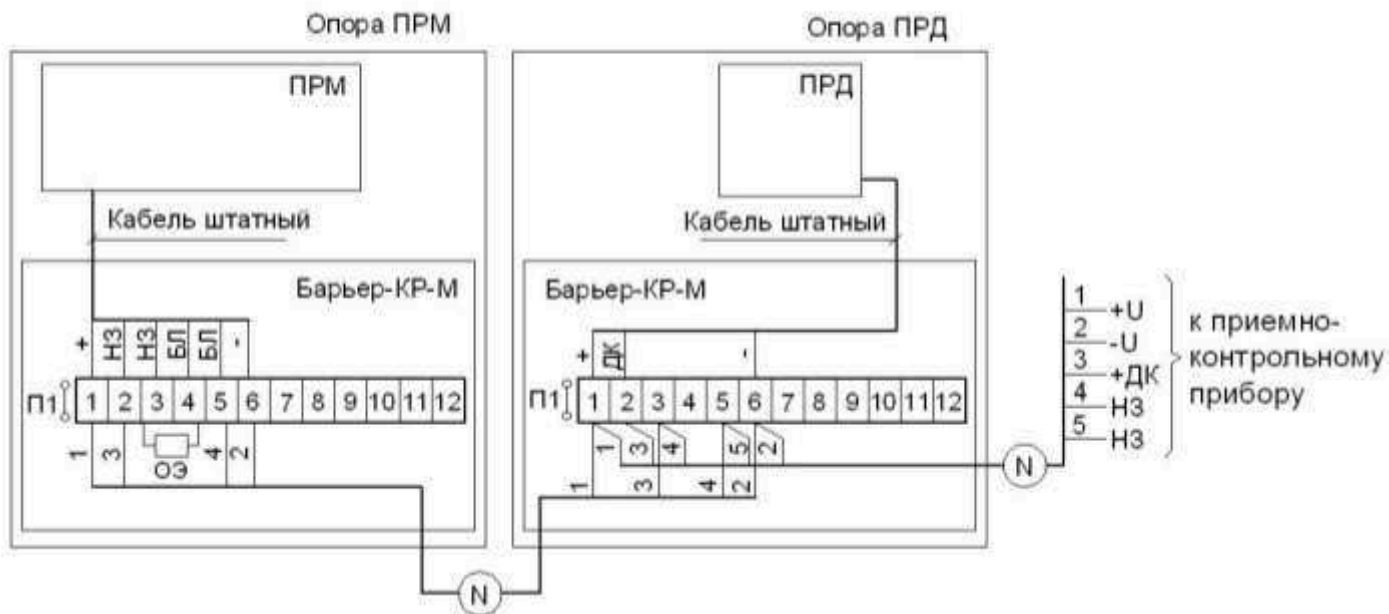 Опора ПРМ
Опора ПРД
ПРМ
ПРД
Кабель штатный
Кабель штатный
Барьер-КР-М
Барьер-КР-М
+ НЗ НЗ БЛ БЛ -
+ ДК -
П1 1 2 3 4 5 6 7 8 9 10 11 12
П1 1 2 3 4 5 6 7 8 9 10 11 12
1 3 ОЭ 4 2
1 3 4 5 2
1 3 4 2
N
N
1 +U
2 -U
3 +ДК
4 НЗ
5 НЗ
к приемно-
контрольному
прибору